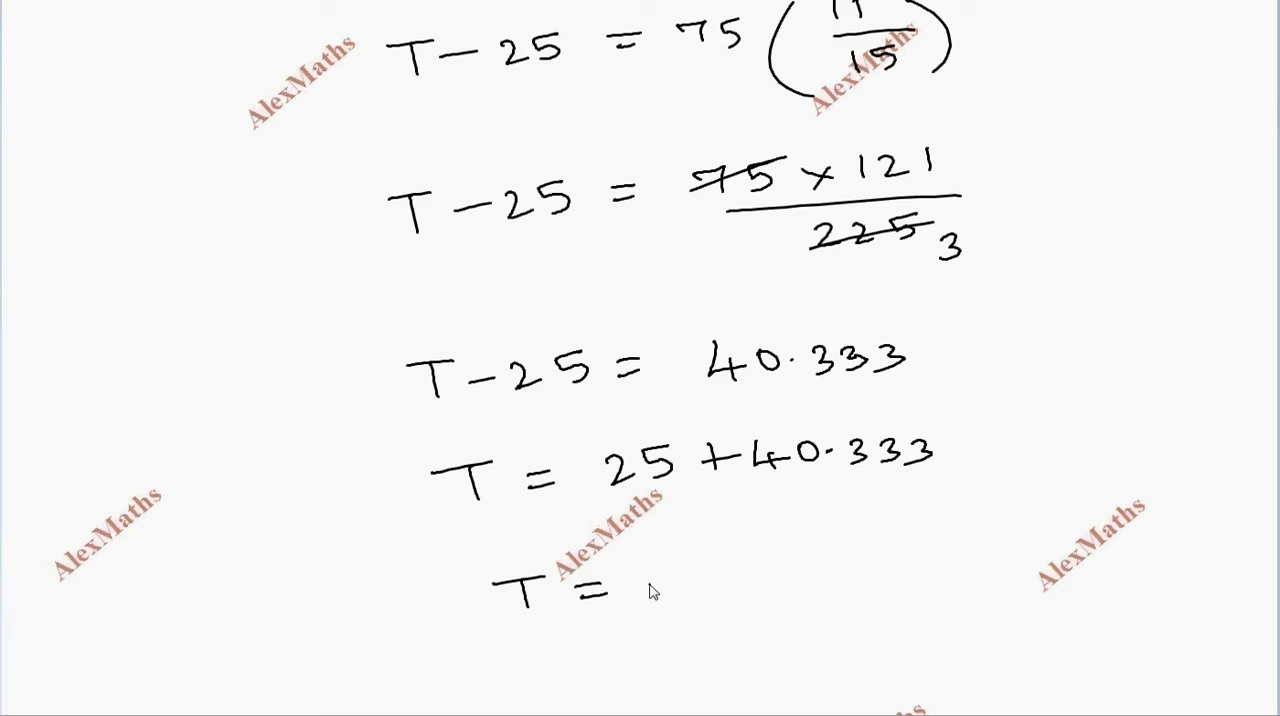 T - 25 = 75 ( 11 / 15 )
AlexMaths AlexMaths
T - 25 = 75 × 121 / 225 3
T - 25 = 40.333
T = 25 + 40.333
AlexMaths AlexMaths AlexMaths
T =